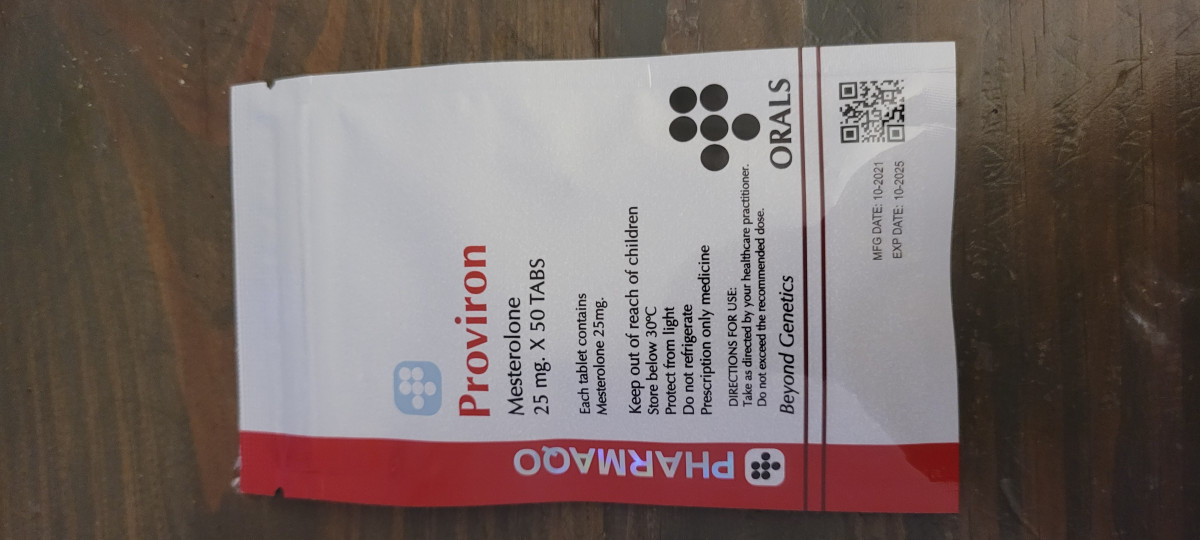 PHARMAQO
Proviron
Mesterolone
25 mg. X 50 TABS
Each tablet contains
Mesterolone 25mg.
Keep out of reach of children
Store below 30ºC
Protect from light
Do not refrigerate
Prescription only medicine
DIRECTIONS FOR USE:
Take as directed by your healthcare practitioner.
Do not exceed the recommended dose.
Beyond Genetics
ORALS
MFG DATE: 10-2021
EXP DATE: 10-2025